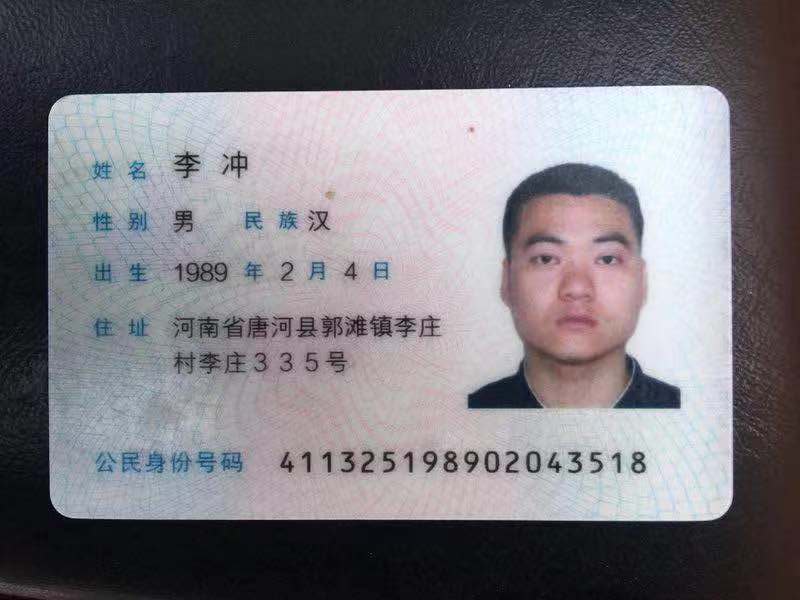 姓名 李冲
性别 男 民族 汉
出生 1989 年 2 月 4 日
住址 河南省唐河县郭滩镇李庄
村李庄335号
公民身份号码 411325198902043518